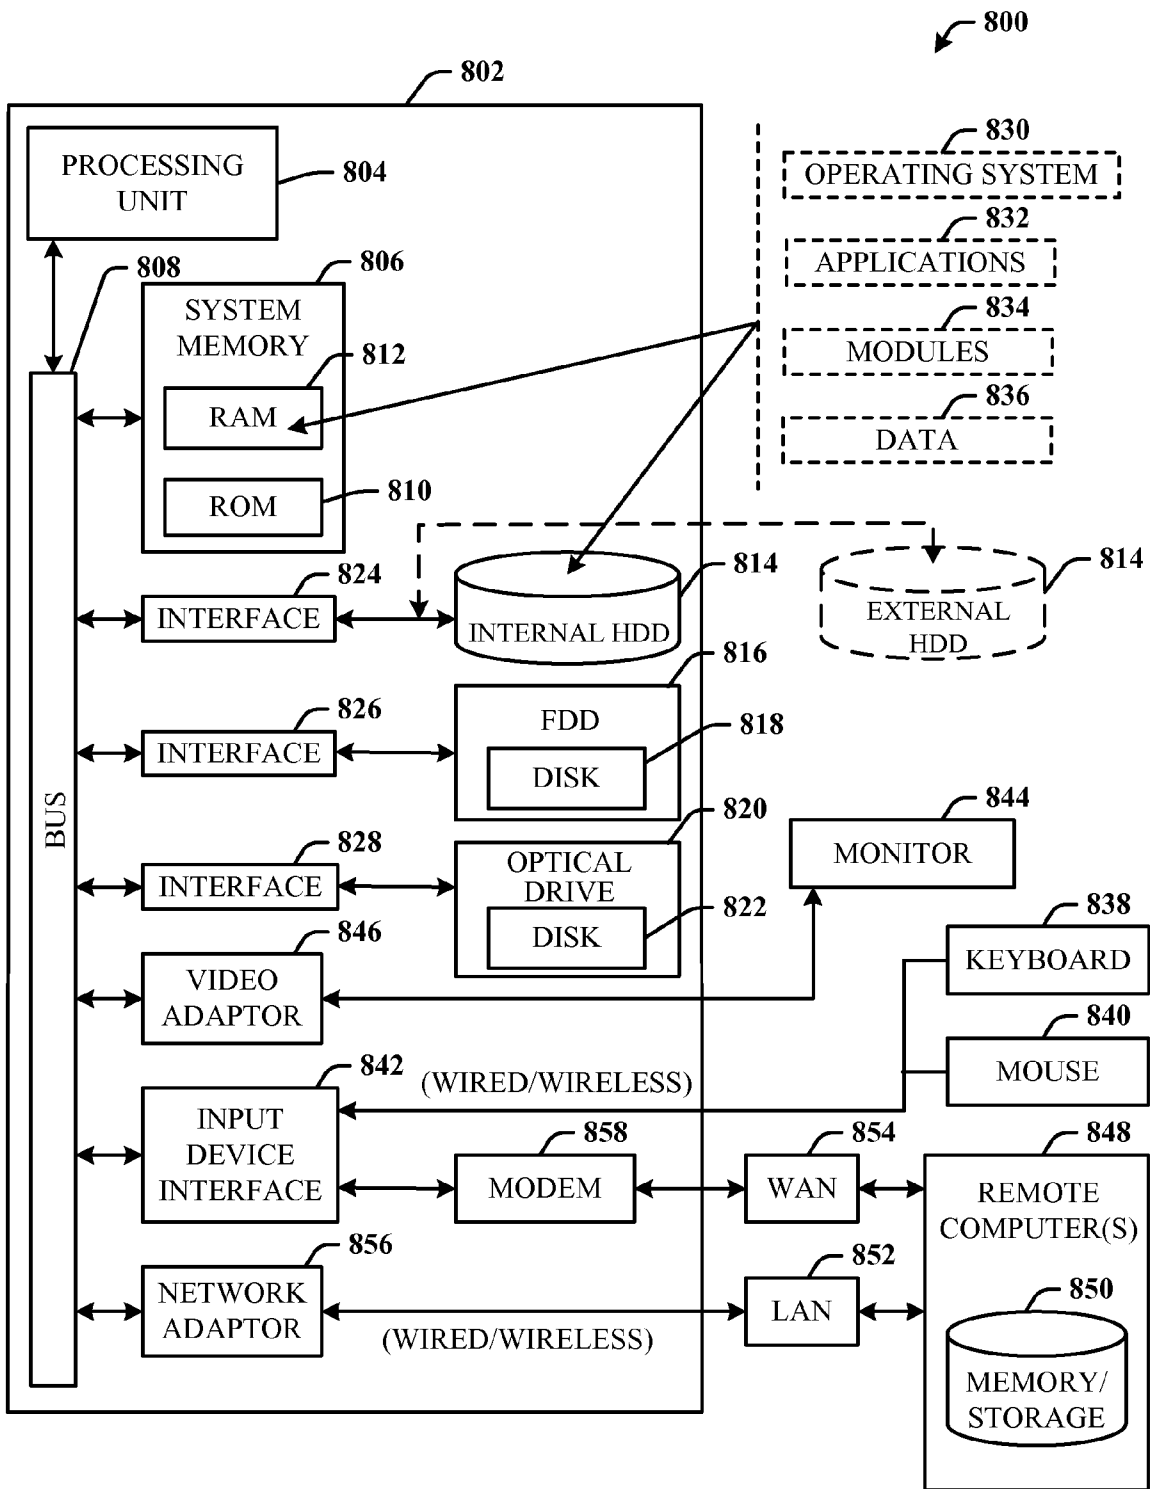 800
802
PROCESSING
UNIT
804
808
806
SYSTEM
MEMORY
812
RAM
810
ROM
830
OPERATING SYSTEM
832
APPLICATIONS
834
MODULES
836
DATA
824
INTERFACE
814
INTERNAL HDD
814
EXTERNAL
HDD
816
826
INTERFACE
FDD
818
DISK
BUS
820
828
INTERFACE
OPTICAL
DRIVE
822
DISK
844
MONITOR
846
VIDEO
ADAPTOR
838
KEYBOARD
840
MOUSE
842
(WIRED/WIRELESS)
INPUT
DEVICE
INTERFACE
858
MODEM
854
WAN
848
REMOTE
COMPUTER(S)
856
NETWORK
ADAPTOR
(WIRED/WIRELESS)
852
LAN
850
MEMORY/
STORAGE